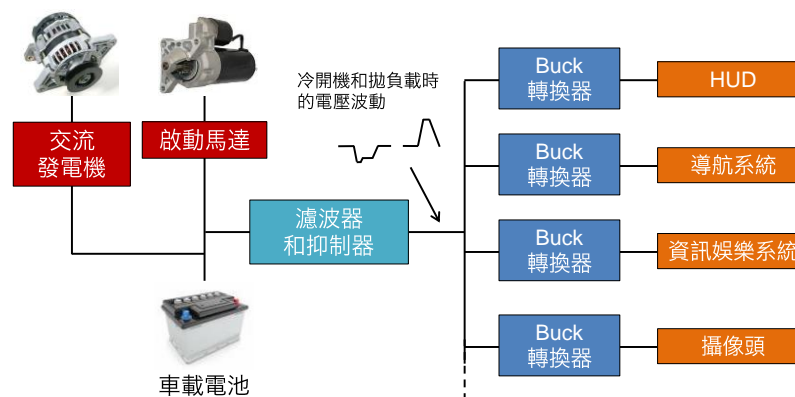 交流
發電機
啟動馬達
冷開機和拋負載時
的電壓波動
濾波器
和抑制器
車載電池
Buck
轉換器
HUD
Buck
轉換器
導航系統
Buck
轉換器
資訊娛樂系統
Buck
轉換器
攝像頭